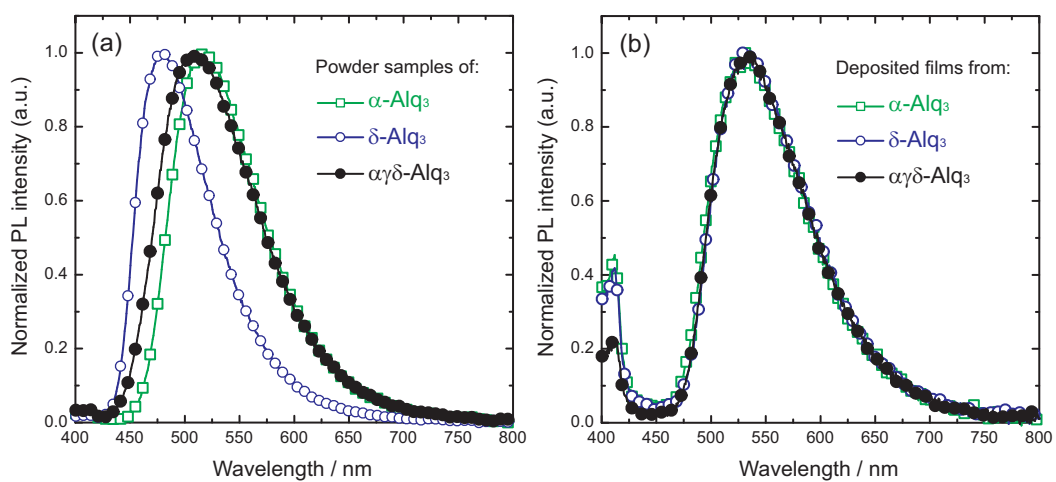 (a)
Powder samples of:
α-Alq₃
δ-Alq₃
αγδ-Alq₃
Normalized PL intensity (a.u.)
1.0
0.8
0.6
0.4
0.2
0.0
400 450 500 550 600 650 700 750 800
Wavelength / nm
(b)
Deposited films from:
α-Alq₃
δ-Alq₃
αγδ-Alq₃
Normalized PL intensity (a.u.)
1.0
0.8
0.6
0.4
0.2
0.0
400 450 500 550 600 650 700 750 800
Wavelength / nm